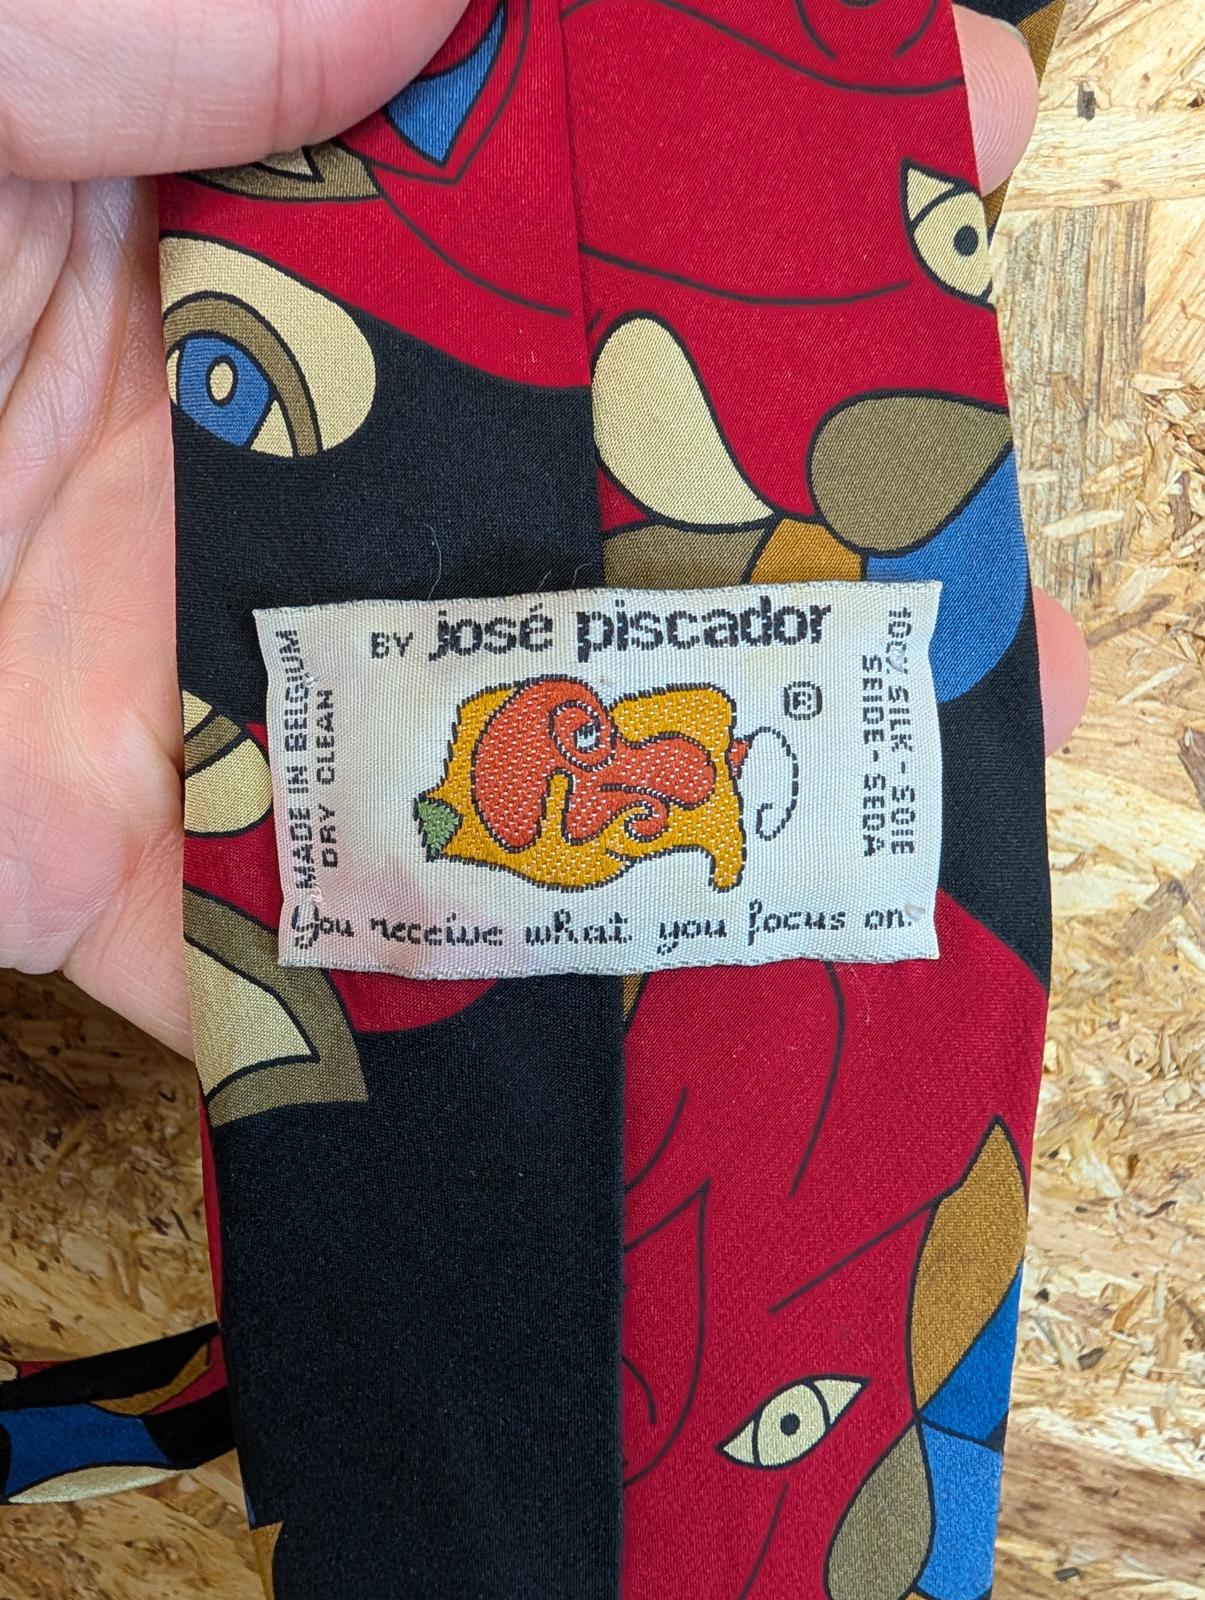 BY josé piscador
®
MADE IN BELGIUM
DRY CLEAN
100% SILK - SOIE
SEIDE - SEDA
You receive what you focus on.